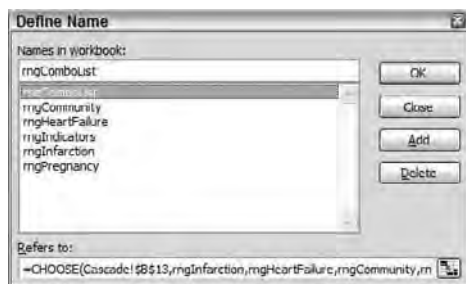 Define Name
Names in workbook:
rngComboList
rngComboList
rngCommunity
rngHeartFailure
rngIndicators
rngInfarction
rngPregnancy
OK
Close
Add
Delete
Refers to:
=CHOOSE(Cascade!$B$13,rngInfarction,rngHeartFailure,rngCommunity,rn